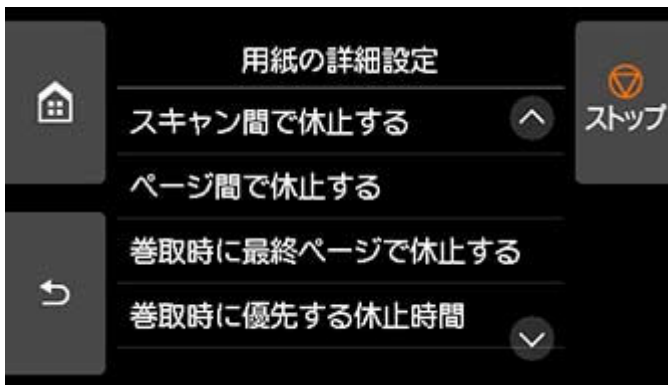 用紙の詳細設定
スキャン間で休止する
ストップ
ページ間で休止する
巻取時に最終ページで休止する
巻取時に優先する休止時間